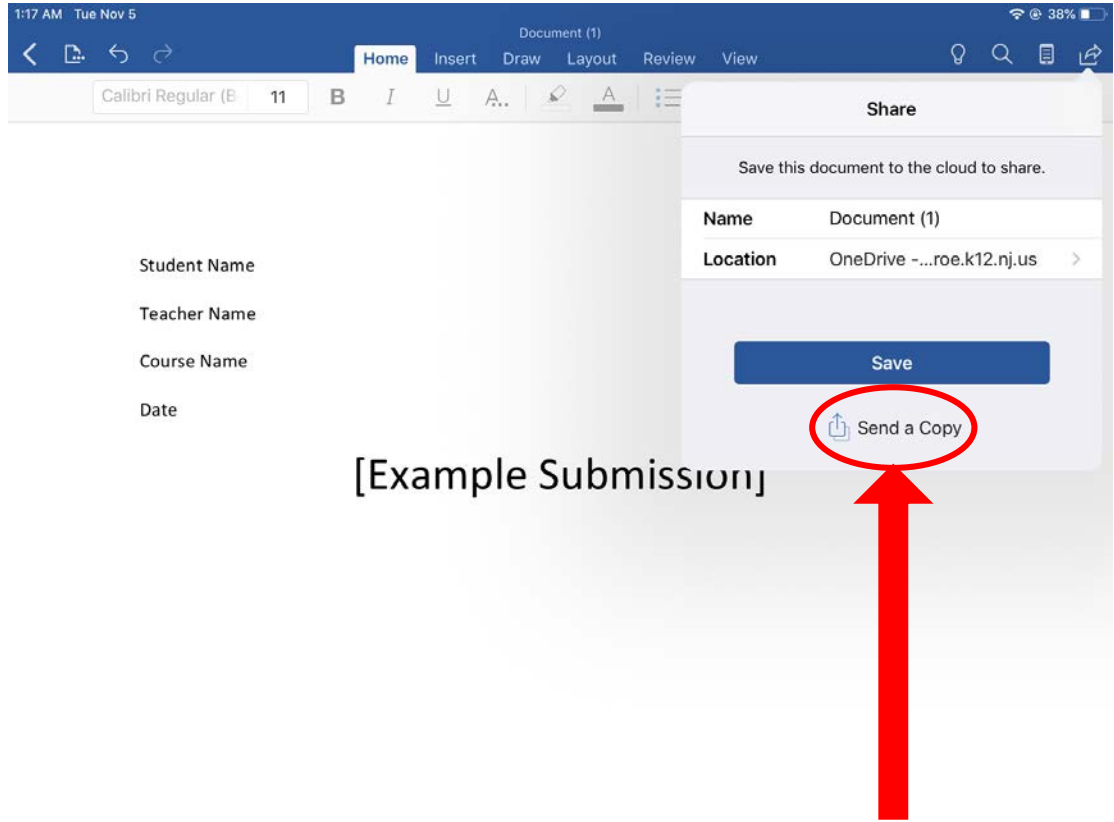 1:17 AM Tue Nov 5
38%
Document (1)
Home Insert Draw Layout Review View
Calibri Regular (B 11 B I U A.. A
Share
Save this document to the cloud to share.
Name Document (1)
Location OneDrive -...roe.k12.nj.us
Save
Send a Copy
Student Name
Teacher Name
Course Name
Date
[Example Submission]